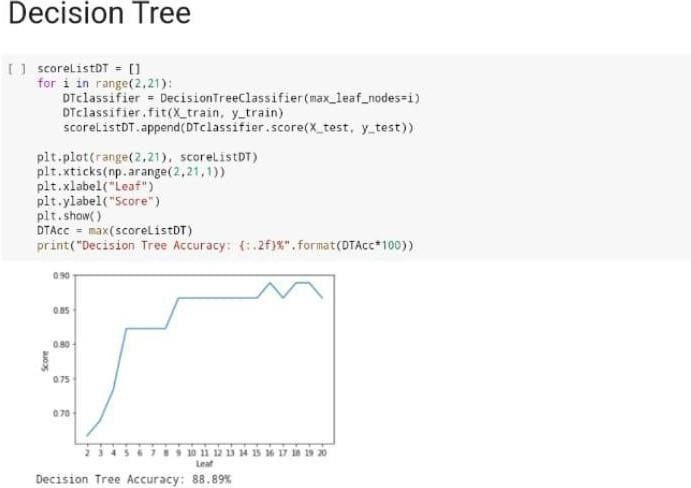 Decision Tree
[ ] scoreListDT = []
for i in range(2,21):
    DTclassifier = DecisionTreeClassifier(max_leaf_nodes=i)
    DTclassifier.fit(X_train, y_train)
    scoreListDT.append(DTclassifier.score(X_test, y_test))
plt.plot(range(2,21), scoreListDT)
plt.xticks(np.arange(2,21,1))
plt.xlabel("Leaf")
plt.ylabel("Score")
plt.show()
DTAcc = max(scoreListDT)
print("Decision Tree Accuracy: {:.2f}%".format(DTAcc*100))
0.90
0.85
0.80
0.75
0.70
Score
2 3 4 5 6 7 8 9 10 11 12 13 14 15 16 17 18 19 20
Leaf
Decision Tree Accuracy: 88.89%